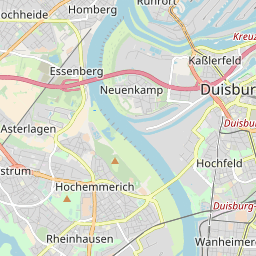 Ruhrort
Homberg
ochheide
Kreuz
Kaßlerfeld
Essenberg
Neuenkamp
Duisbur
Asterlagen
Duisburg
Hochfeld
strum
Hochemmerich
Duisburg-
Rheinhausen
Wanheimero